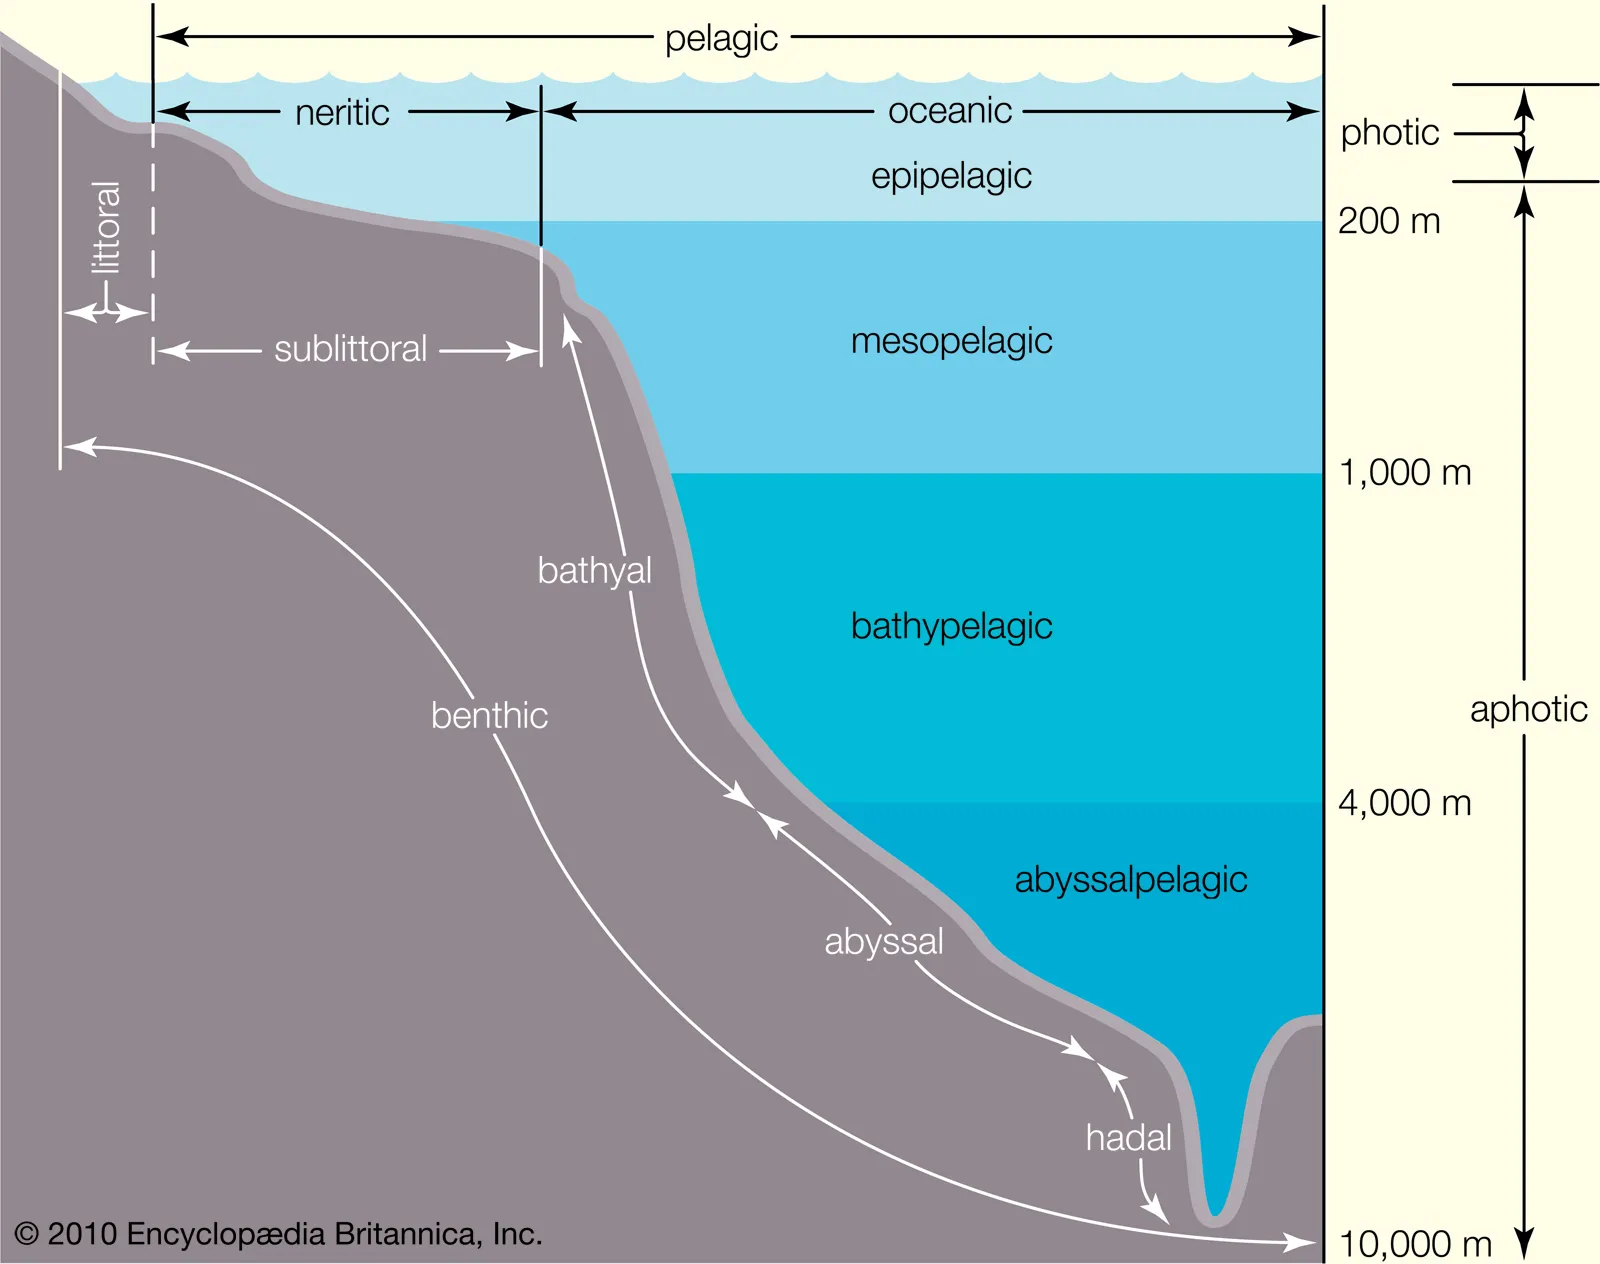 pelagic
neritic
oceanic
photic
epipelagic
littoral
200 m
sublittoral
mesopelagic
1,000 m
bathyal
bathypelagic
benthic
aphotic
4,000 m
abyssalpelagic
abyssal
hadal
© 2010 Encyclopædia Britannica, Inc.
10,000 m